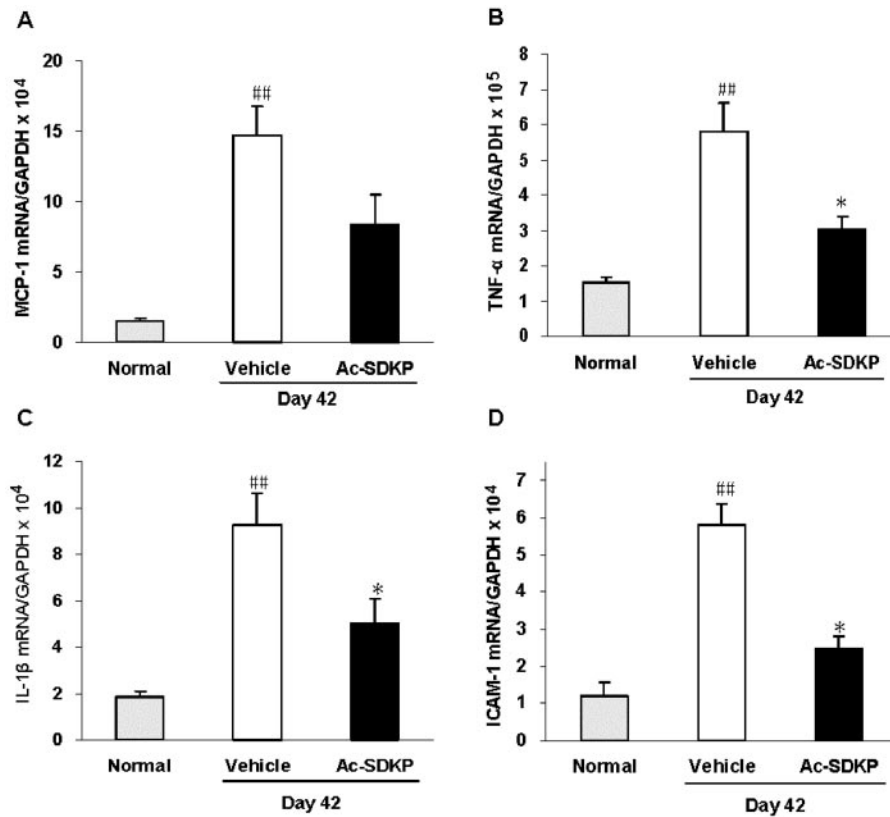 A
MCP-1 mRNA/GAPDH x 10⁴
20
15
10
5
0
##
Normal
Vehicle
Ac-SDKP
Day 42
B
TNF-α mRNA/GAPDH x 10⁵
8
7
6
5
4
3
2
1
0
##
*
Normal
Vehicle
Ac-SDKP
Day 42
C
IL-1β mRNA/GAPDH x 10⁴
12
10
8
6
4
2
0
##
*
Normal
Vehicle
Ac-SDKP
Day 42
D
ICAM-1 mRNA/GAPDH x 10⁴
7
6
5
4
3
2
1
0
##
*
Normal
Vehicle
Ac-SDKP
Day 42